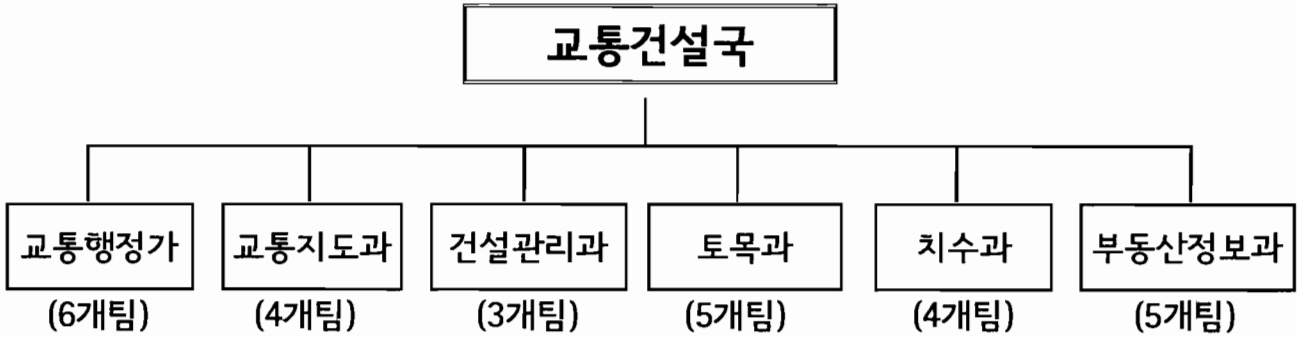 교통건설국
교통행정가 교통지도과 건설관리과 토목과 치수과 부동산정보과
(6개팀) (4개팀) (3개팀) (5개팀) (4개팀) (5개팀)